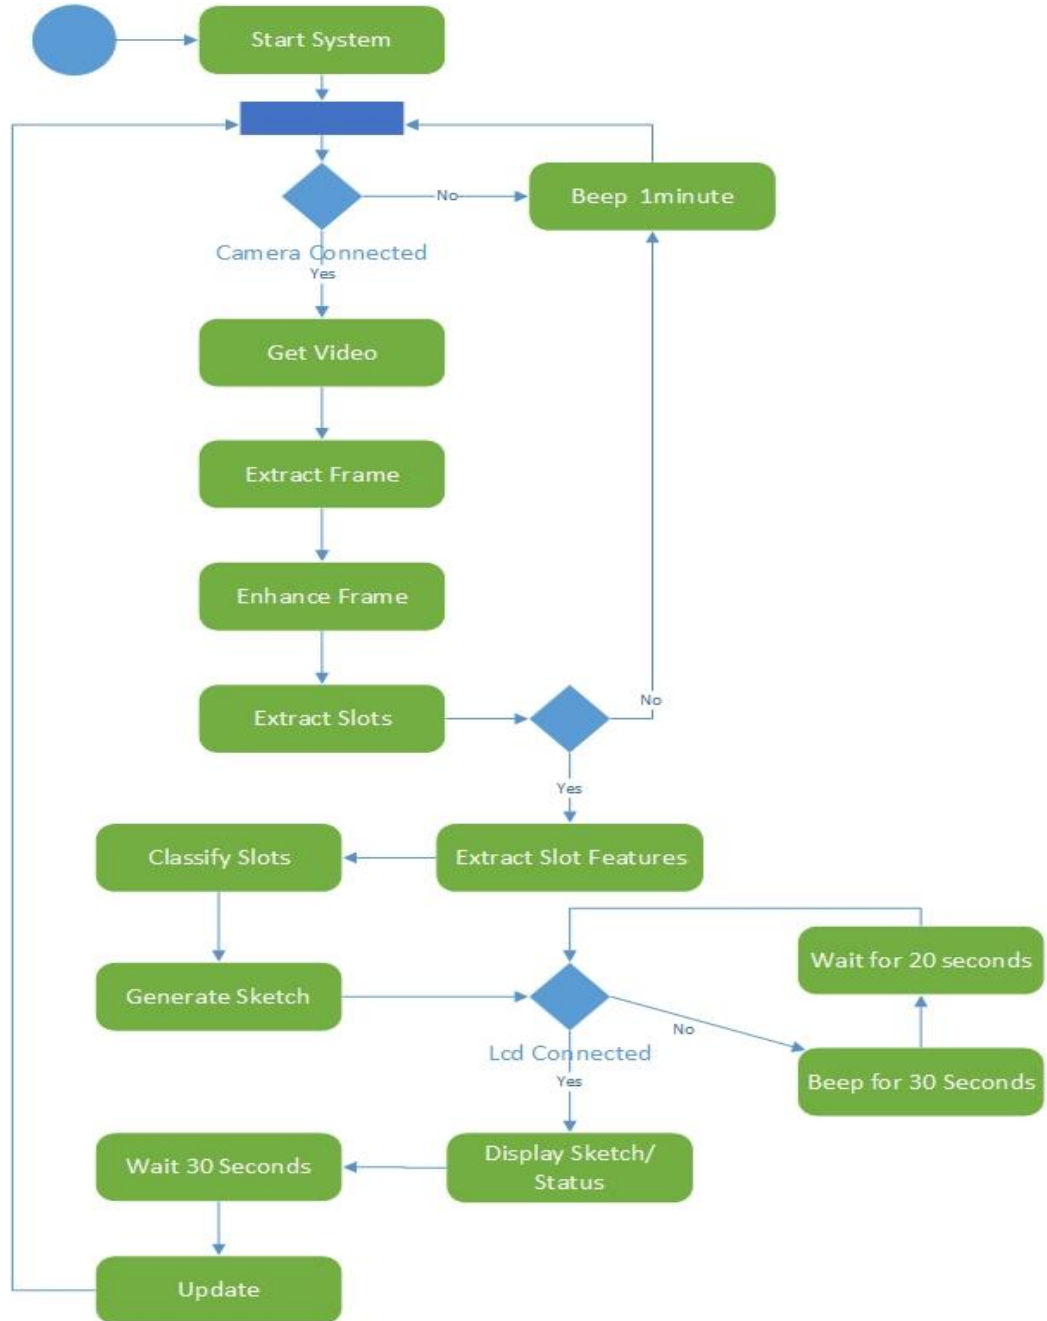 Start System
No
Beep 1minute
Camera Connected
Yes
Get Video
Extract Frame
Enhance Frame
Extract Slots
No
Yes
Classify Slots
Extract Slot Features
Wait for 20 seconds
Generate Sketch
No
Lcd Connected
Yes
Beep for 30 Seconds
Wait 30 Seconds
Display Sketch/
Status
Update